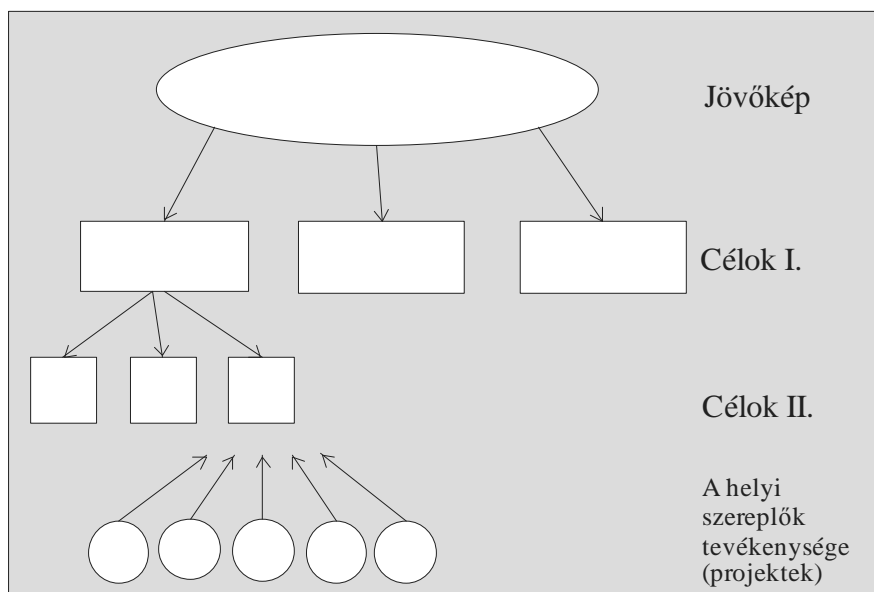 Jövőkép
Célok I.
Célok II.
A helyi
szereplők
tevékenysége
(projektek)